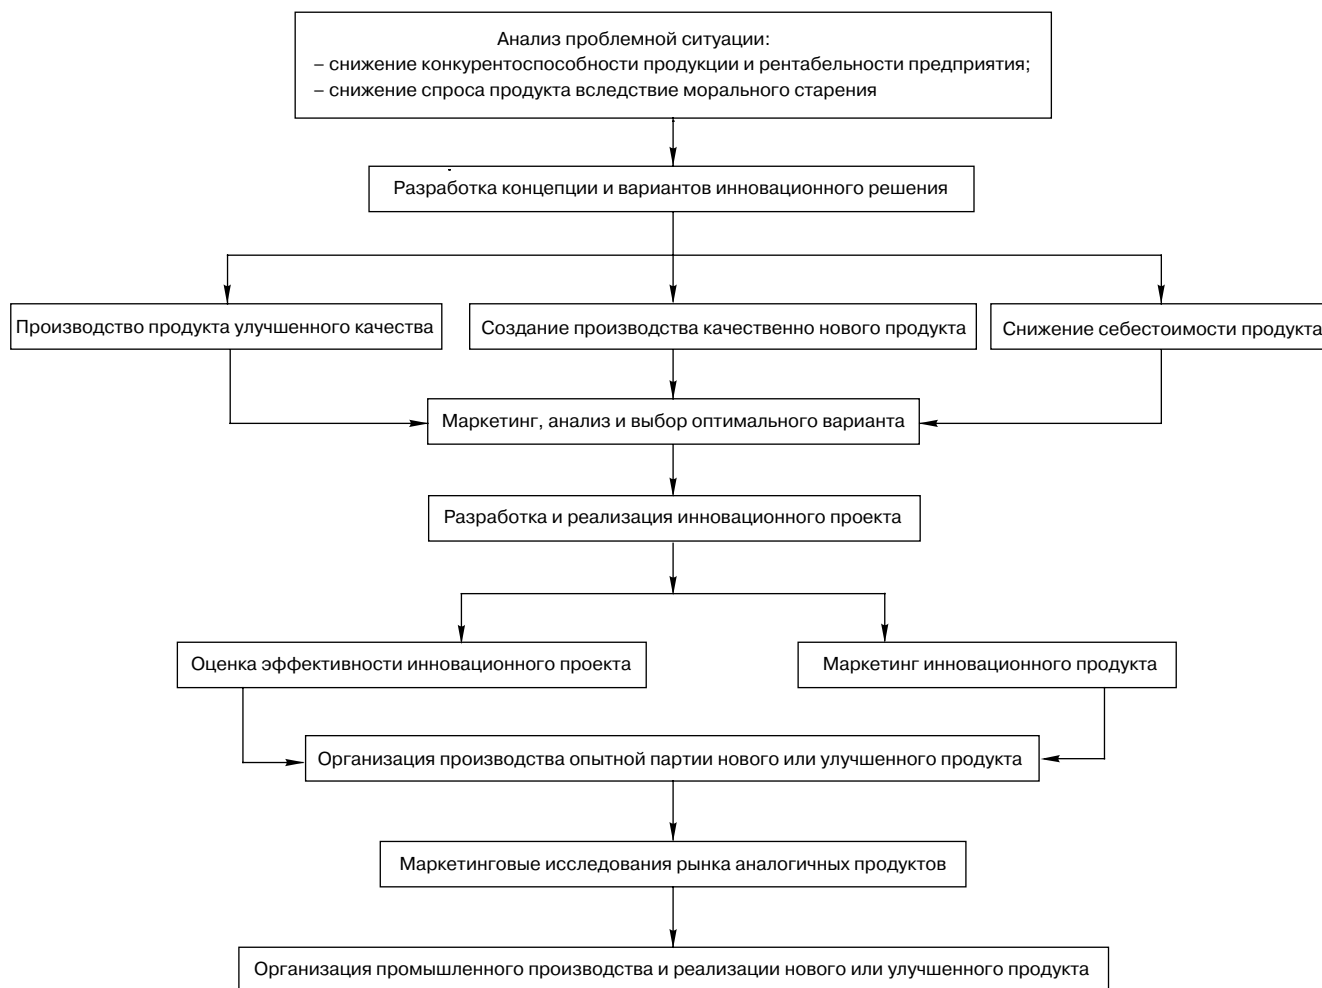 Анализ проблемной ситуации:
– снижение конкурентоспособности продукции и рентабельности предприятия;
– снижение спроса продукта вследствие морального старения
Разработка концепции и вариантов инновационного решения
Производство продукта улучшенного качества
Создание производства качественно нового продукта
Снижение себестоимости продукта
Маркетинг, анализ и выбор оптимального варианта
Разработка и реализация инновационного проекта
Оценка эффективности инновационного проекта
Маркетинг инновационного продукта
Организация производства опытной партии нового или улучшенного продукта
Маркетинговые исследования рынка аналогичных продуктов
Организация промышленного производства и реализации нового или улучшенного продукта